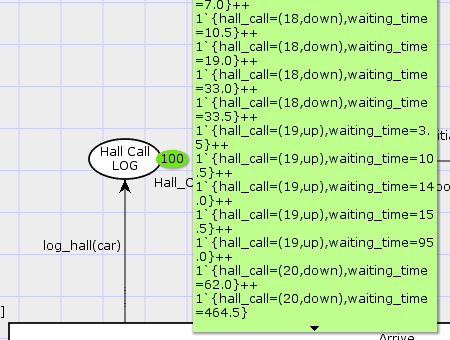 =7.0}++
1`{hall_call=(18,down),waiting_time
=10.5}++
1`{hall_call=(18,down),waiting_time
=19.0}++
1`{hall_call=(18,down),waiting_time
=33.0}++
1`{hall_call=(18,down),waiting_time
=33.5}++
1`{hall_call=(19,up),waiting_time=3.
5}++
1`{hall_call=(19,up),waiting_time=10
.5}++
1`{hall_call=(19,up),waiting_time=14
.0}++
1`{hall_call=(19,up),waiting_time=15
.5}++
1`{hall_call=(19,up),waiting_time=95
.0}++
1`{hall_call=(20,down),waiting_time
=62.0}++
1`{hall_call=(20,down),waiting_time
=464.5}
Hall Call
LOG
100
Hall_C
log_hall(car)
]
Arrive